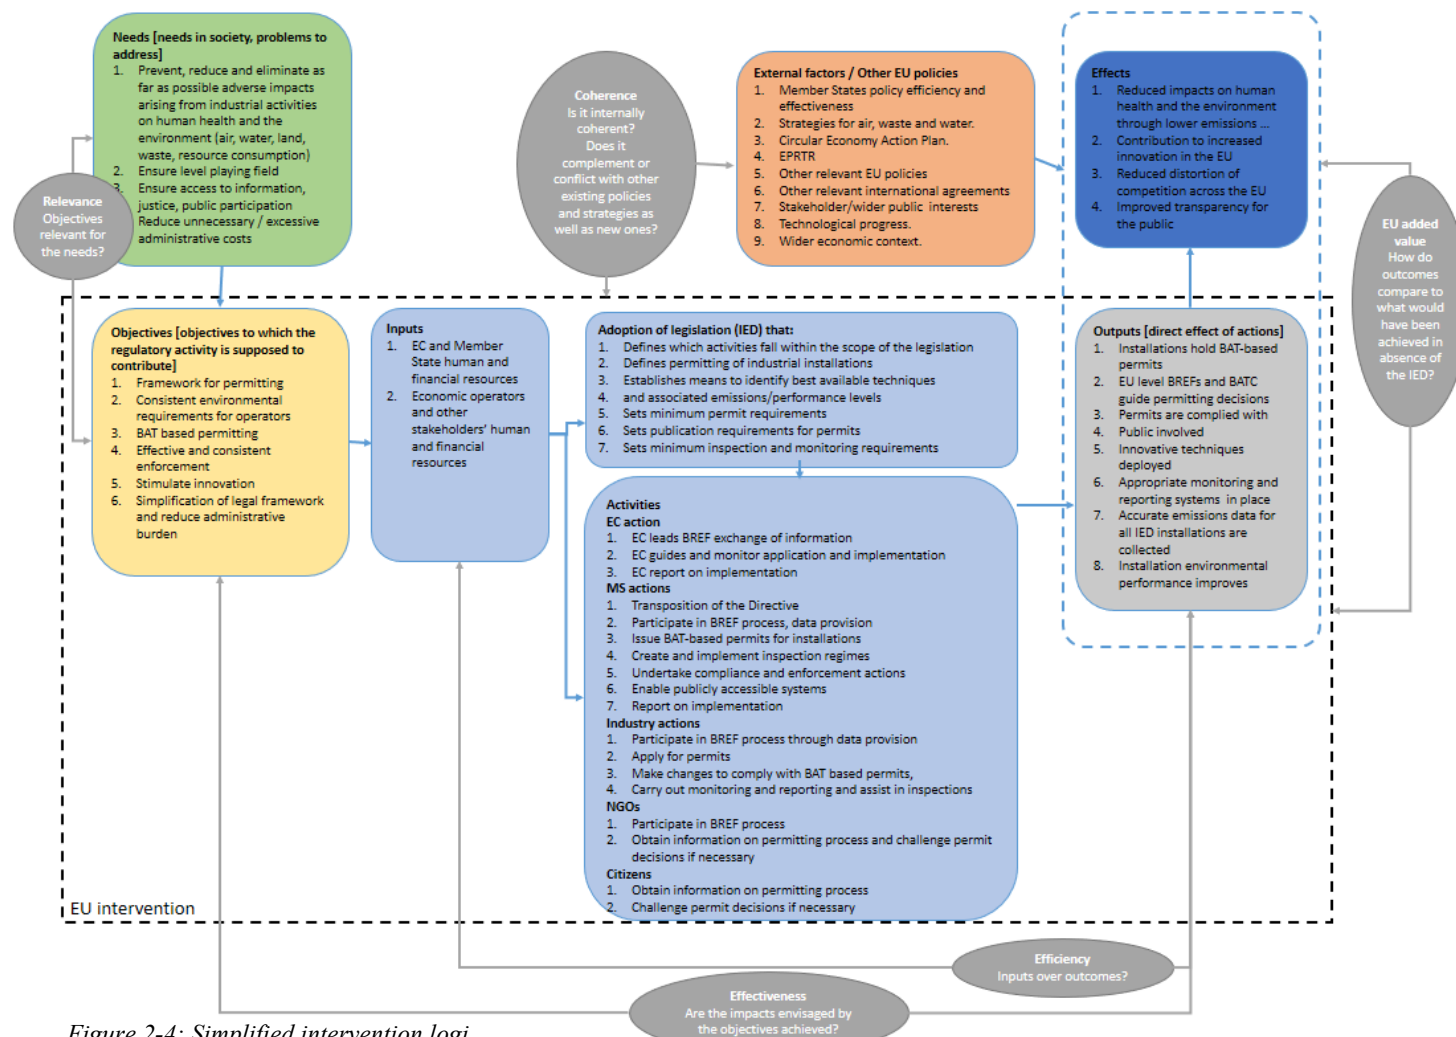 Needs [needs in society, problems to
address]
1. Prevent, reduce and eliminate as
far as possible adverse impacts
arising from industrial activities
on human health and the
environment (air, water, land,
waste, resource consumption)
2. Ensure level playing field
3. Ensure access to information,
justice, public participation
Reduce unnecessary / excessive
administrative costs
Relevance
Objectives
relevant for
the needs?
Coherence
Is it internally
coherent?
Does it
complement or
conflict with other
existing policies
and strategies as
well as new ones?
External factors / Other EU policies
1. Member States policy efficiency and
effectiveness
2. Strategies for air, waste and water.
3. Circular Economy Action Plan.
4. EPRTR
5. Other relevant EU policies
6. Other relevant international agreements
7. Stakeholder/wider public interests
8. Technological progress.
9. Wider economic context.
Effects
1. Reduced impacts on human
health and the environment
through lower emissions ...
2. Contribution to increased
innovation in the EU
3. Reduced distortion of
competition across the EU
4. Improved transparency for
the public
EU added
value
How do
outcomes
compare to
what would
have been
achieved in
absence of
the IED?
Objectives [objectives to which the
regulatory activity is supposed to
contribute]
1. Framework for permitting
2. Consistent environmental
requirements for operators
3. BAT based permitting
4. Effective and consistent
enforcement
5. Stimulate innovation
6. Simplification of legal framework
and reduce administrative
burden
Inputs
1. EC and Member
State human and
financial resources
2. Economic operators
and other
stakeholders' human
and financial
resources
Adoption of legislation (IED) that:
1. Defines which activities fall within the scope of the legislation
2. Defines permitting of industrial installations
3. Establishes means to identify best available techniques
4. and associated emissions/performance levels
5. Sets minimum permit requirements
6. Sets publication requirements for permits
7. Sets minimum inspection and monitoring requirements
Activities
EC action
1. EC leads BREF exchange of information
2. EC guides and monitor application and implementation
3. EC report on implementation
MS actions
1. Transposition of the Directive
2. Participate in BREF process, data provision
3. Issue BAT-based permits for installations
4. Create and implement inspection regimes
5. Undertake compliance and enforcement actions
6. Enable publicly accessible systems
7. Report on implementation
Industry actions
1. Participate in BREF process through data provision
2. Apply for permits
3. Make changes to comply with BAT based permits,
4. Carry out monitoring and reporting and assist in inspections
NGOs
1. Participate in BREF process
2. Obtain information on permitting process and challenge permit
decisions if necessary
Citizens
1. Obtain information on permitting process
2. Challenge permit decisions if necessary
Outputs [direct effect of actions]
1. Installations hold BAT-based
permits
2. EU level BREFs and BATC
guide permitting decisions
3. Permits are complied with
4. Public involved
5. Innovative techniques
deployed
6. Appropriate monitoring and
reporting systems in place
7. Accurate emissions data for
all IED installations are
collected
8. Installation environmental
performance improves
EU intervention
Efficiency
Inputs over outcomes?
Effectiveness
Are the impacts envisaged by
the objectives achieved?
Figure 2-4: Simplified intervention logi